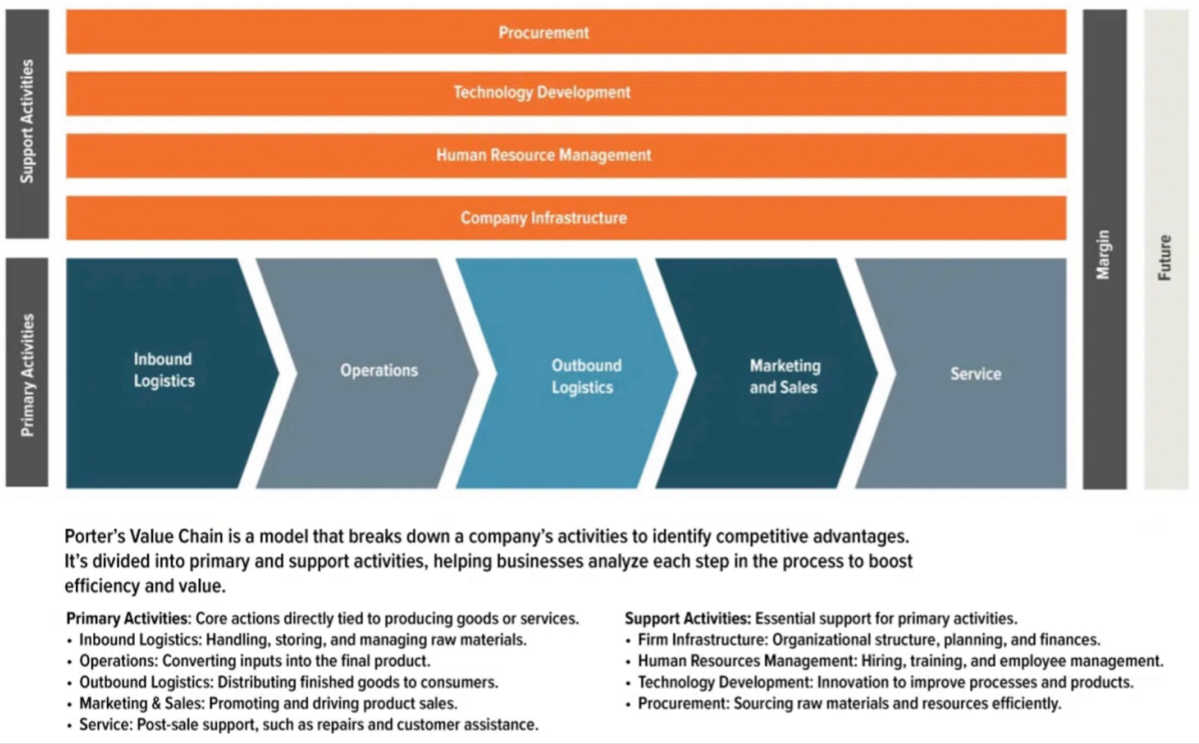 Support Activities
Procurement
Technology Development
Human Resource Management
Company Infrastructure
Primary Activities
Inbound
Logistics
Operations
Outbound
Logistics
Marketing
and Sales
Service
Margin
Future
Porter's Value Chain is a model that breaks down a company's activities to identify competitive advantages.
It's divided into primary and support activities, helping businesses analyze each step in the process to boost
efficiency and value.
Primary Activities: Core actions directly tied to producing goods or services.
• Inbound Logistics: Handling, storing, and managing raw materials.
• Operations: Converting inputs into the final product.
• Outbound Logistics: Distributing finished goods to consumers.
• Marketing & Sales: Promoting and driving product sales.
• Service: Post-sale support, such as repairs and customer assistance.
Support Activities: Essential support for primary activities.
• Firm Infrastructure: Organizational structure, planning, and finances.
• Human Resources Management: Hiring, training, and employee management.
• Technology Development: Innovation to improve processes and products.
• Procurement: Sourcing raw materials and resources efficiently.